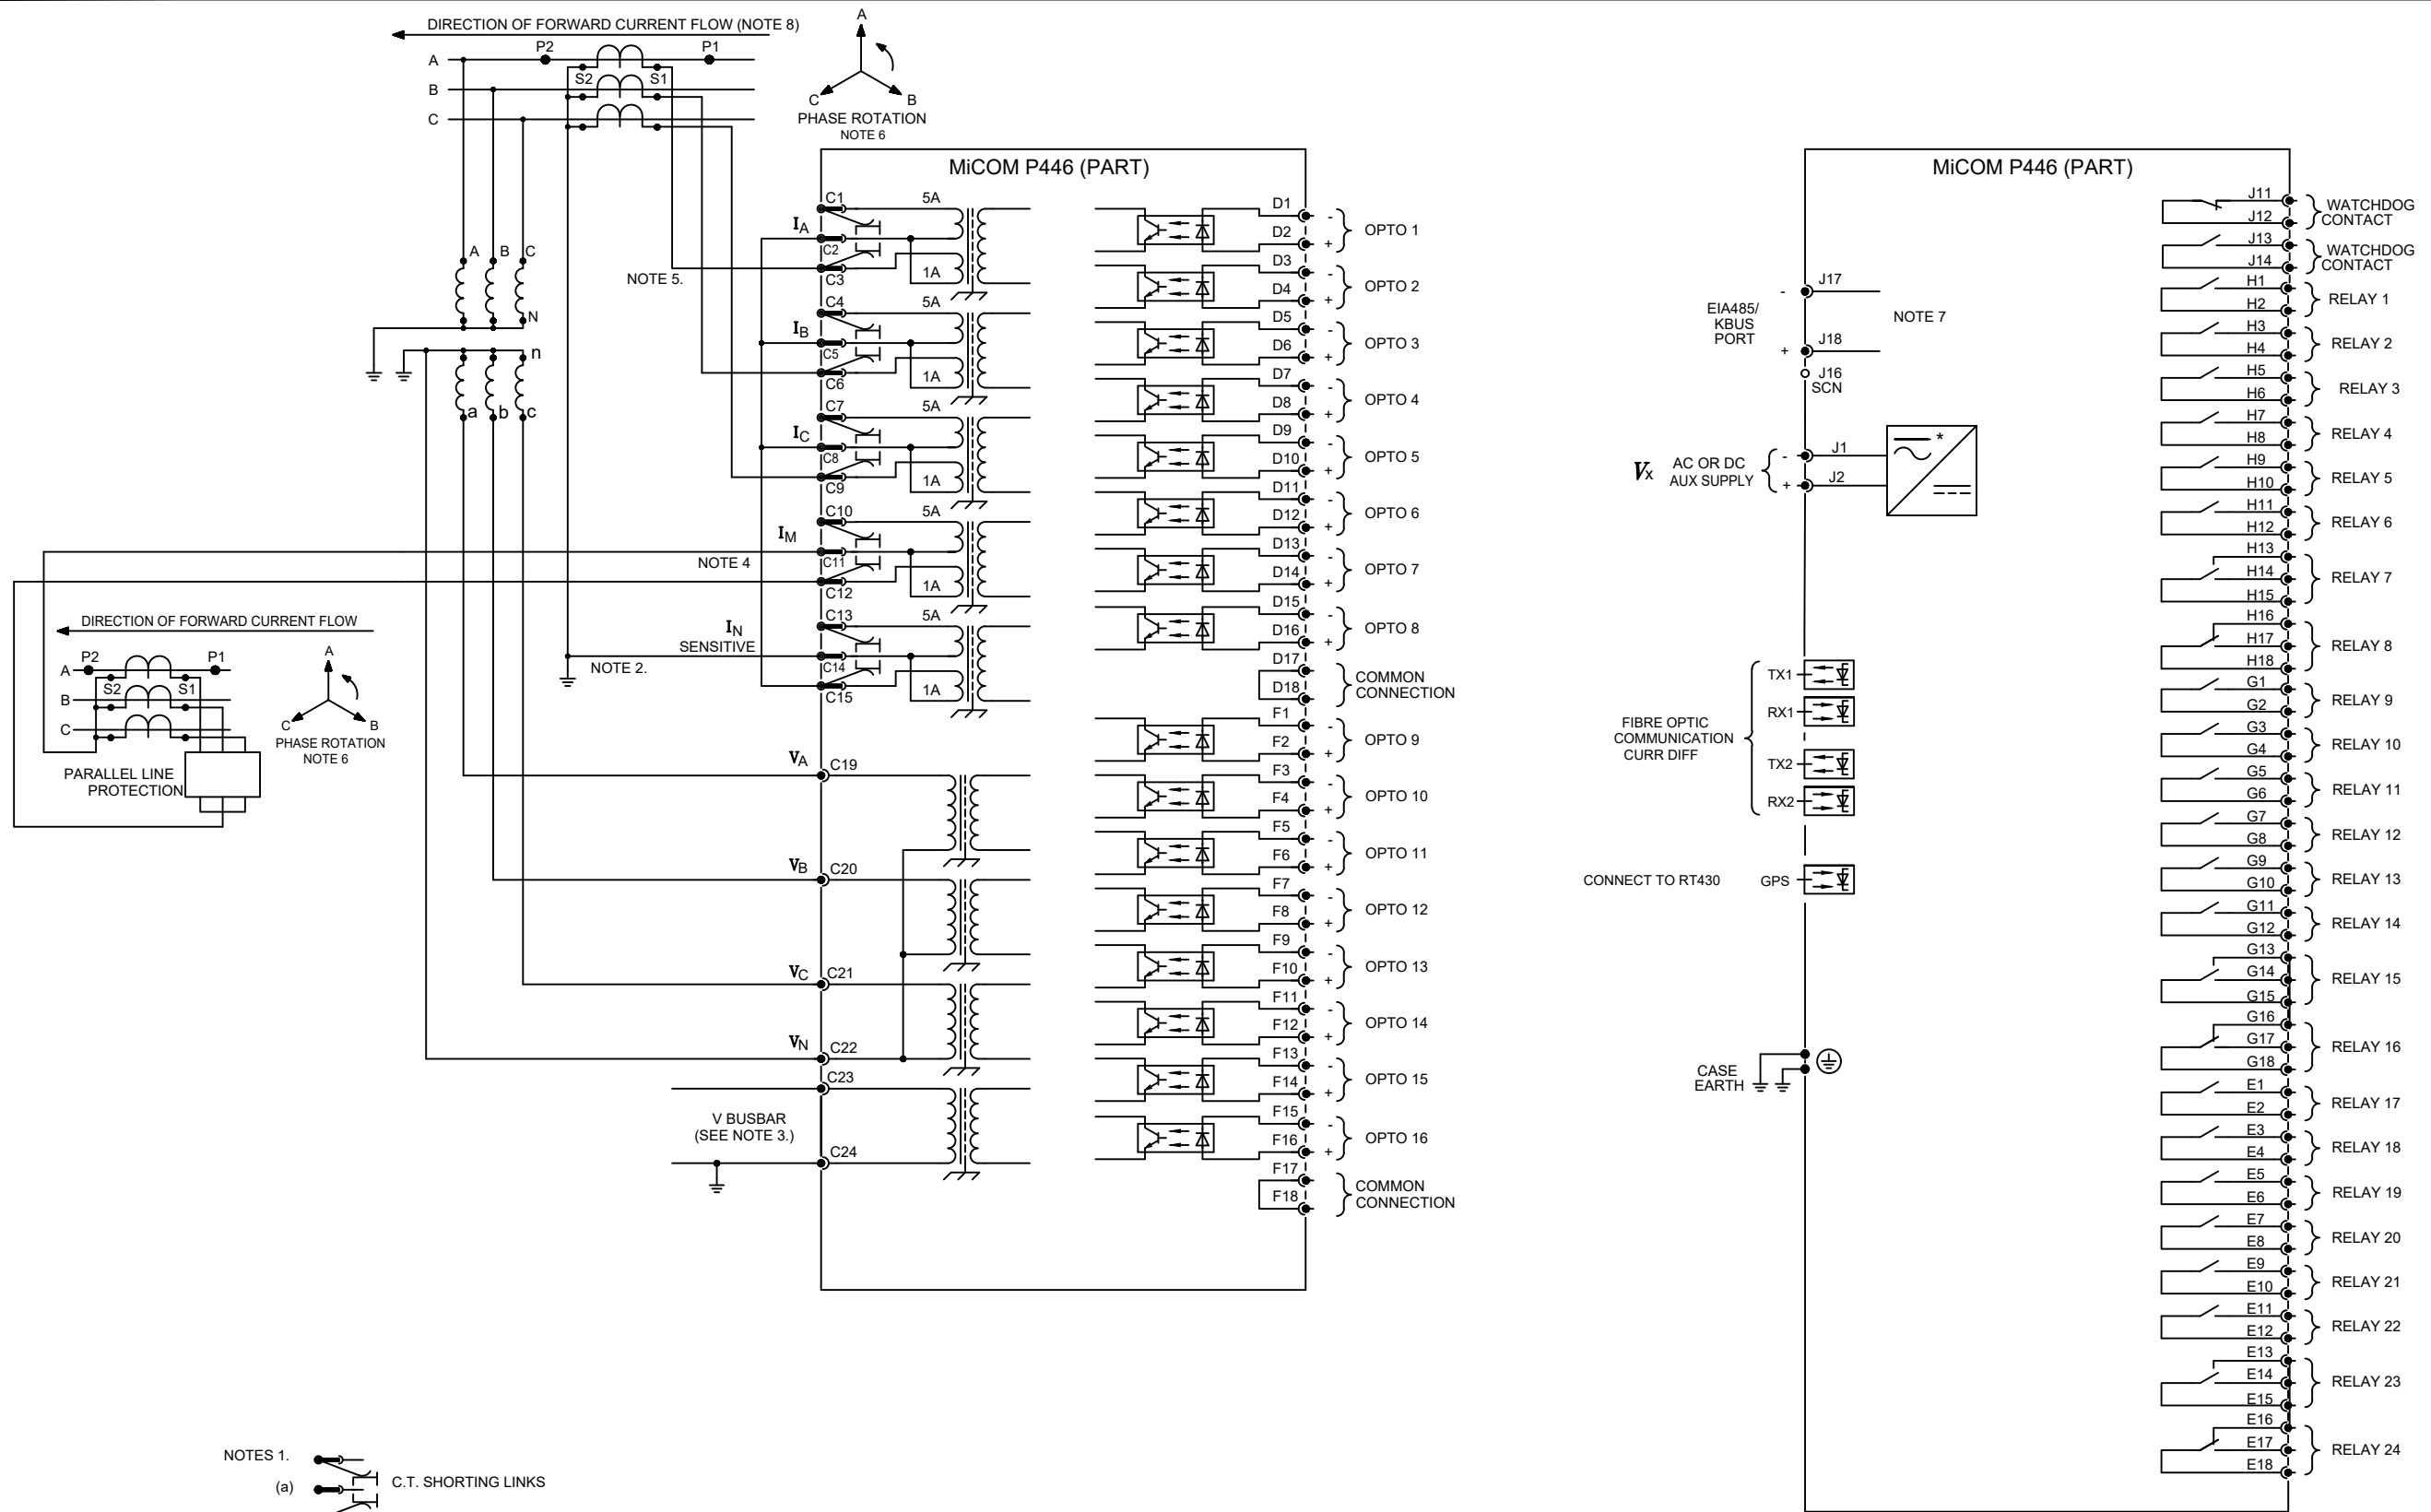 DIRECTION OF FORWARD CURRENT FLOW (NOTE 8)
A
P2
P1
A
S2
S1
B
C
C
B
PHASE ROTATION
NOTE 6
A
B
C
N
n
a
b
c
NOTE 5.
NOTE 4
NOTE 2.
DIRECTION OF FORWARD CURRENT FLOW
A
P2
P1
S2
S1
B
C
A
C
B
PHASE ROTATION
NOTE 6
PARALLEL LINE
PROTECTION
MiCOM P446 (PART)
C1
5A
IA
C2
C3
1A
C4
5A
IB
C5
C6
1A
C7
5A
IC
C8
C9
1A
C10
5A
IM
C11
C12
1A
C13
5A
IN
SENSITIVE
C14
C15
1A
VA
C19
VB
C20
VC
C21
VN
C22
C23
V BUSBAR
(SEE NOTE 3.)
C24
D1
-
D2
+
OPTO 1
D3
-
D4
+
OPTO 2
D5
-
D6
+
OPTO 3
D7
-
D8
+
OPTO 4
D9
-
D10
+
OPTO 5
D11
-
D12
+
OPTO 6
D13
-
D14
+
OPTO 7
D15
-
D16
+
OPTO 8
D17
D18
COMMON
CONNECTION
F1
-
F2
+
OPTO 9
F3
-
F4
+
OPTO 10
F5
-
F6
+
OPTO 11
F7
-
F8
+
OPTO 12
F9
-
F10
+
OPTO 13
F11
-
F12
+
OPTO 14
F13
-
F14
+
OPTO 15
F15
-
F16
+
OPTO 16
F17
F18
COMMON
CONNECTION
MiCOM P446 (PART)
- J17
EIA485/
KBUS
PORT
NOTE 7
+ J18
J16
SCN
Vx
AC OR DC
AUX SUPPLY
- J1
+ J2
*
FIBRE OPTIC
COMMUNICATION
CURR DIFF
TX1
RX1
TX2
RX2
CONNECT TO RT430
GPS
CASE
EARTH
J11
J12
WATCHDOG
CONTACT
J13
J14
WATCHDOG
CONTACT
H1
H2
RELAY 1
H3
H4
RELAY 2
H5
H6
RELAY 3
H7
H8
RELAY 4
H9
H10
RELAY 5
H11
H12
RELAY 6
H13
H14
H15
RELAY 7
H16
H17
H18
RELAY 8
G1
G2
RELAY 9
G3
G4
RELAY 10
G5
G6
RELAY 11
G7
G8
RELAY 12
G9
G10
RELAY 13
G11
G12
RELAY 14
G13
G14
G15
RELAY 15
G16
G17
G18
RELAY 16
E1
E2
RELAY 17
E3
E4
RELAY 18
E5
E6
RELAY 19
E7
E8
RELAY 20
E9
E10
RELAY 21
E11
E12
RELAY 22
E13
E14
E15
RELAY 23
E16
E17
E18
RELAY 24
NOTES 1.
(a)
C.T. SHORTING LINKS